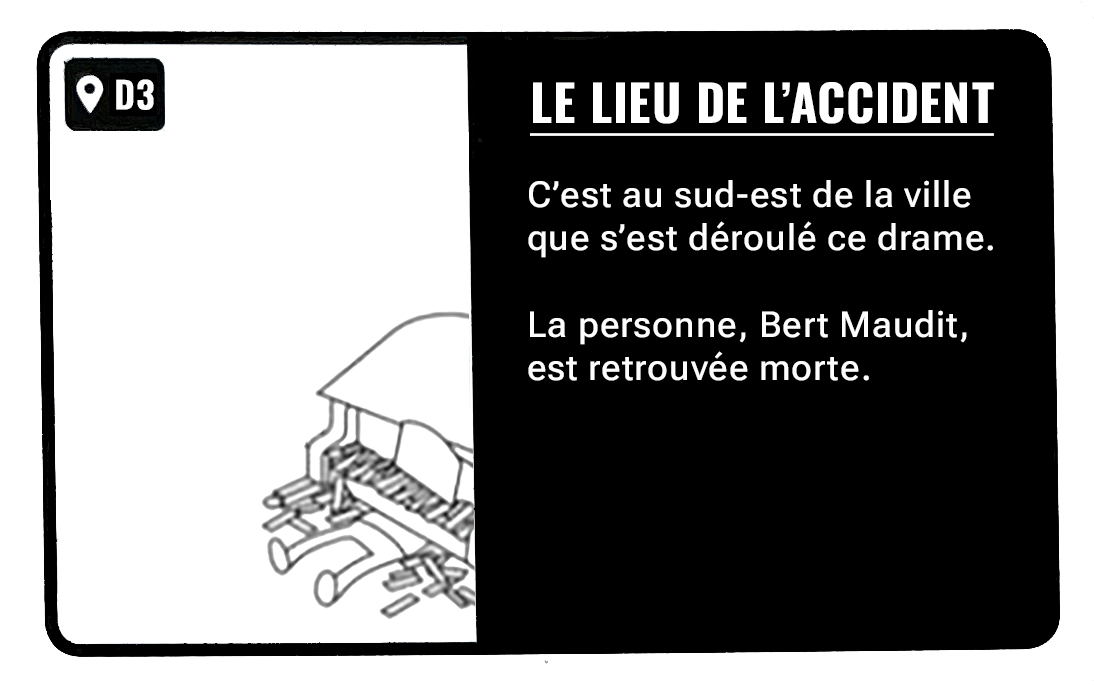 D3
LE LIEU DE L'ACCIDENT
C'est au sud-est de la ville
que s'est déroulé ce drame.
La personne, Bert Maudit,
est retrouvée morte.